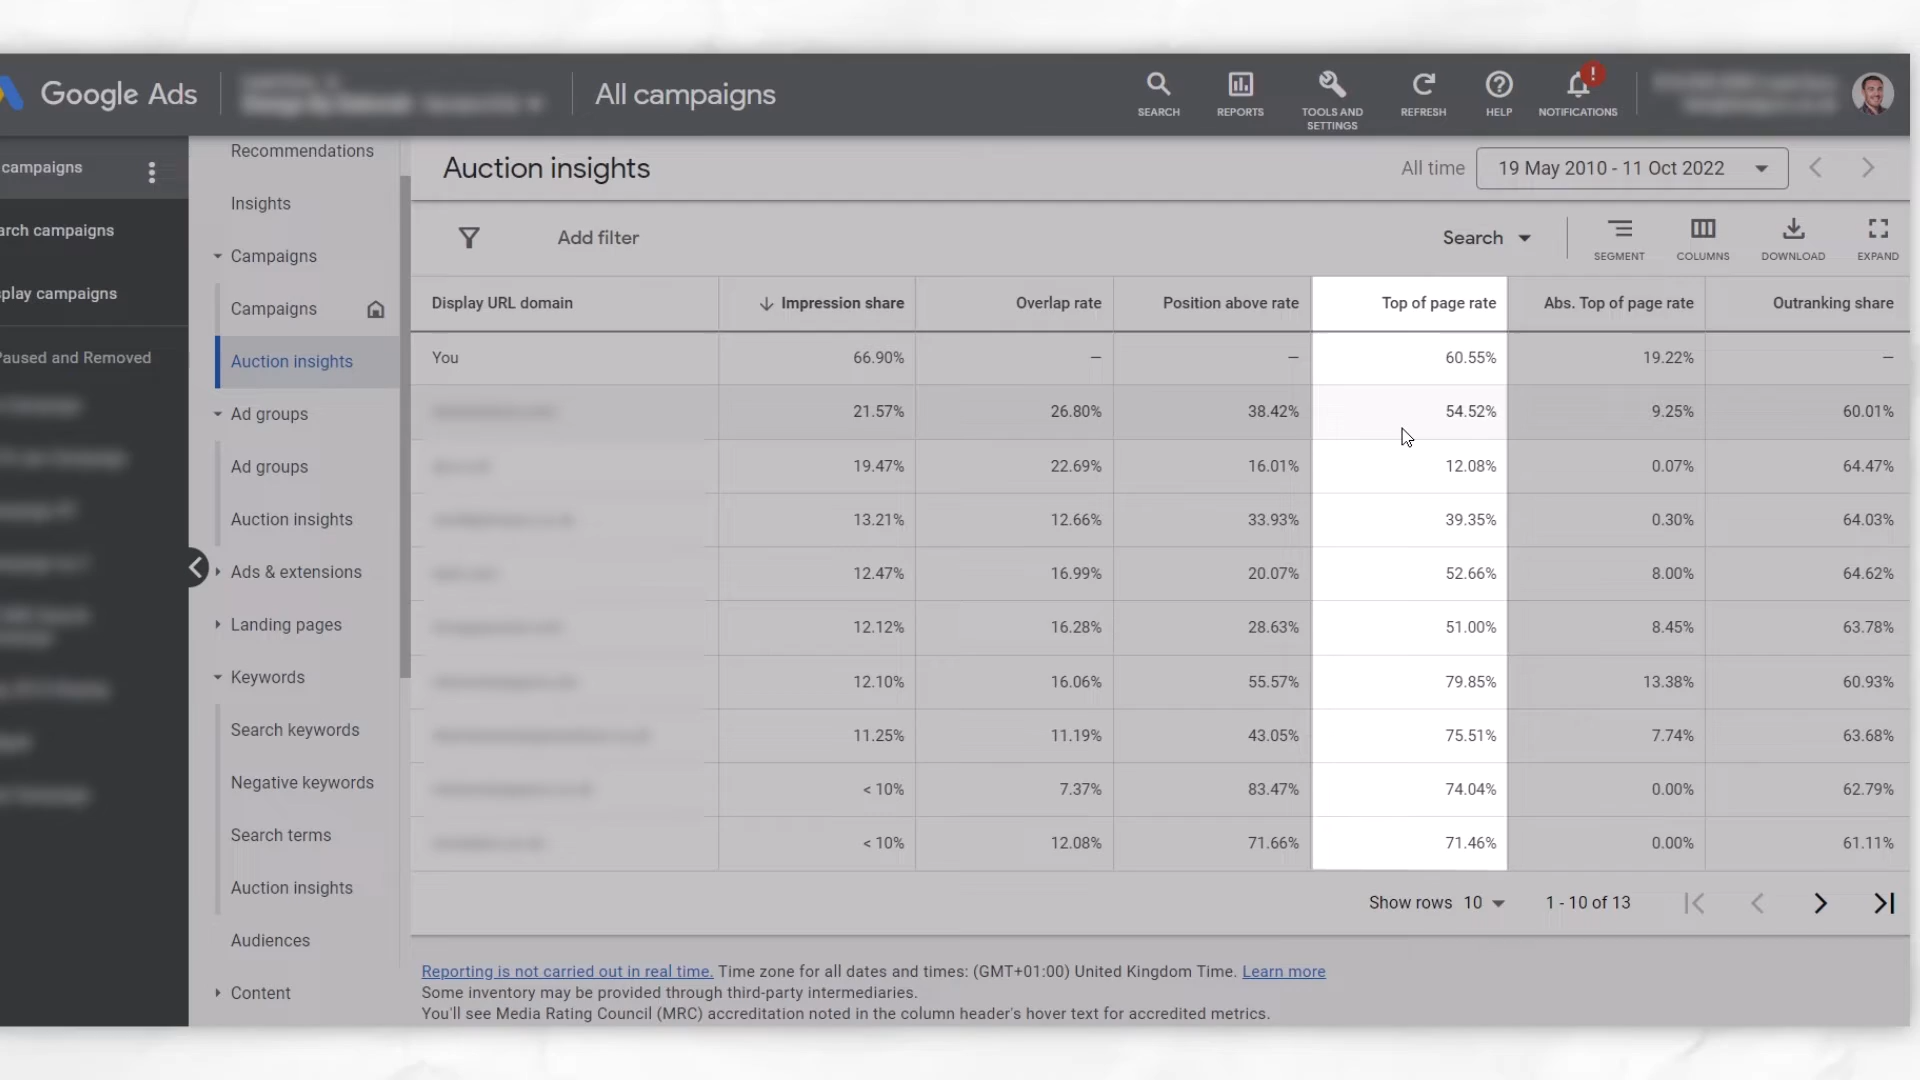 Google Ads
All campaigns
SEARCH
REPORTS
TOOLS AND
SETTINGS
REFRESH
HELP
!
NOTIFICATIONS
campaigns
arch campaigns
splay campaigns
Paused and Removed
Recommendations
Insights
Campaigns
Campaigns
Auction insights
Ad groups
Ad groups
Auction insights
Ads & extensions
Landing pages
Keywords
Search keywords
Negative keywords
Search terms
Auction insights
Audiences
Content
Auction insights
All time 19 May 2010 - 11 Oct 2022
Add filter
Search
SEGMENT
COLUMNS
DOWNLOAD
EXPAND
Display URL domain Impression share Overlap rate Position above rate Top of page rate Abs. Top of page rate Outranking share
You 66.90% — — 60.55% 19.22% —
21.57% 26.80% 38.42% 54.52% 9.25% 60.01%
19.47% 22.69% 16.01% 12.08% 0.07% 64.47%
13.21% 12.66% 33.93% 39.35% 0.30% 64.03%
12.47% 16.99% 20.07% 52.66% 8.00% 64.62%
12.12% 16.28% 28.63% 51.00% 8.45% 63.78%
12.10% 16.06% 55.57% 79.85% 13.38% 60.93%
11.25% 11.19% 43.05% 75.51% 7.74% 63.68%
< 10% 7.37% 83.47% 74.04% 0.00% 62.79%
< 10% 12.08% 71.66% 71.46% 0.00% 61.11%
Show rows 10 1 - 10 of 13
Reporting is not carried out in real time. Time zone for all dates and times: (GMT+01:00) United Kingdom Time. Learn more
Some inventory may be provided through third-party intermediaries.
You'll see Media Rating Council (MRC) accreditation noted in the column header's hover text for accredited metrics.